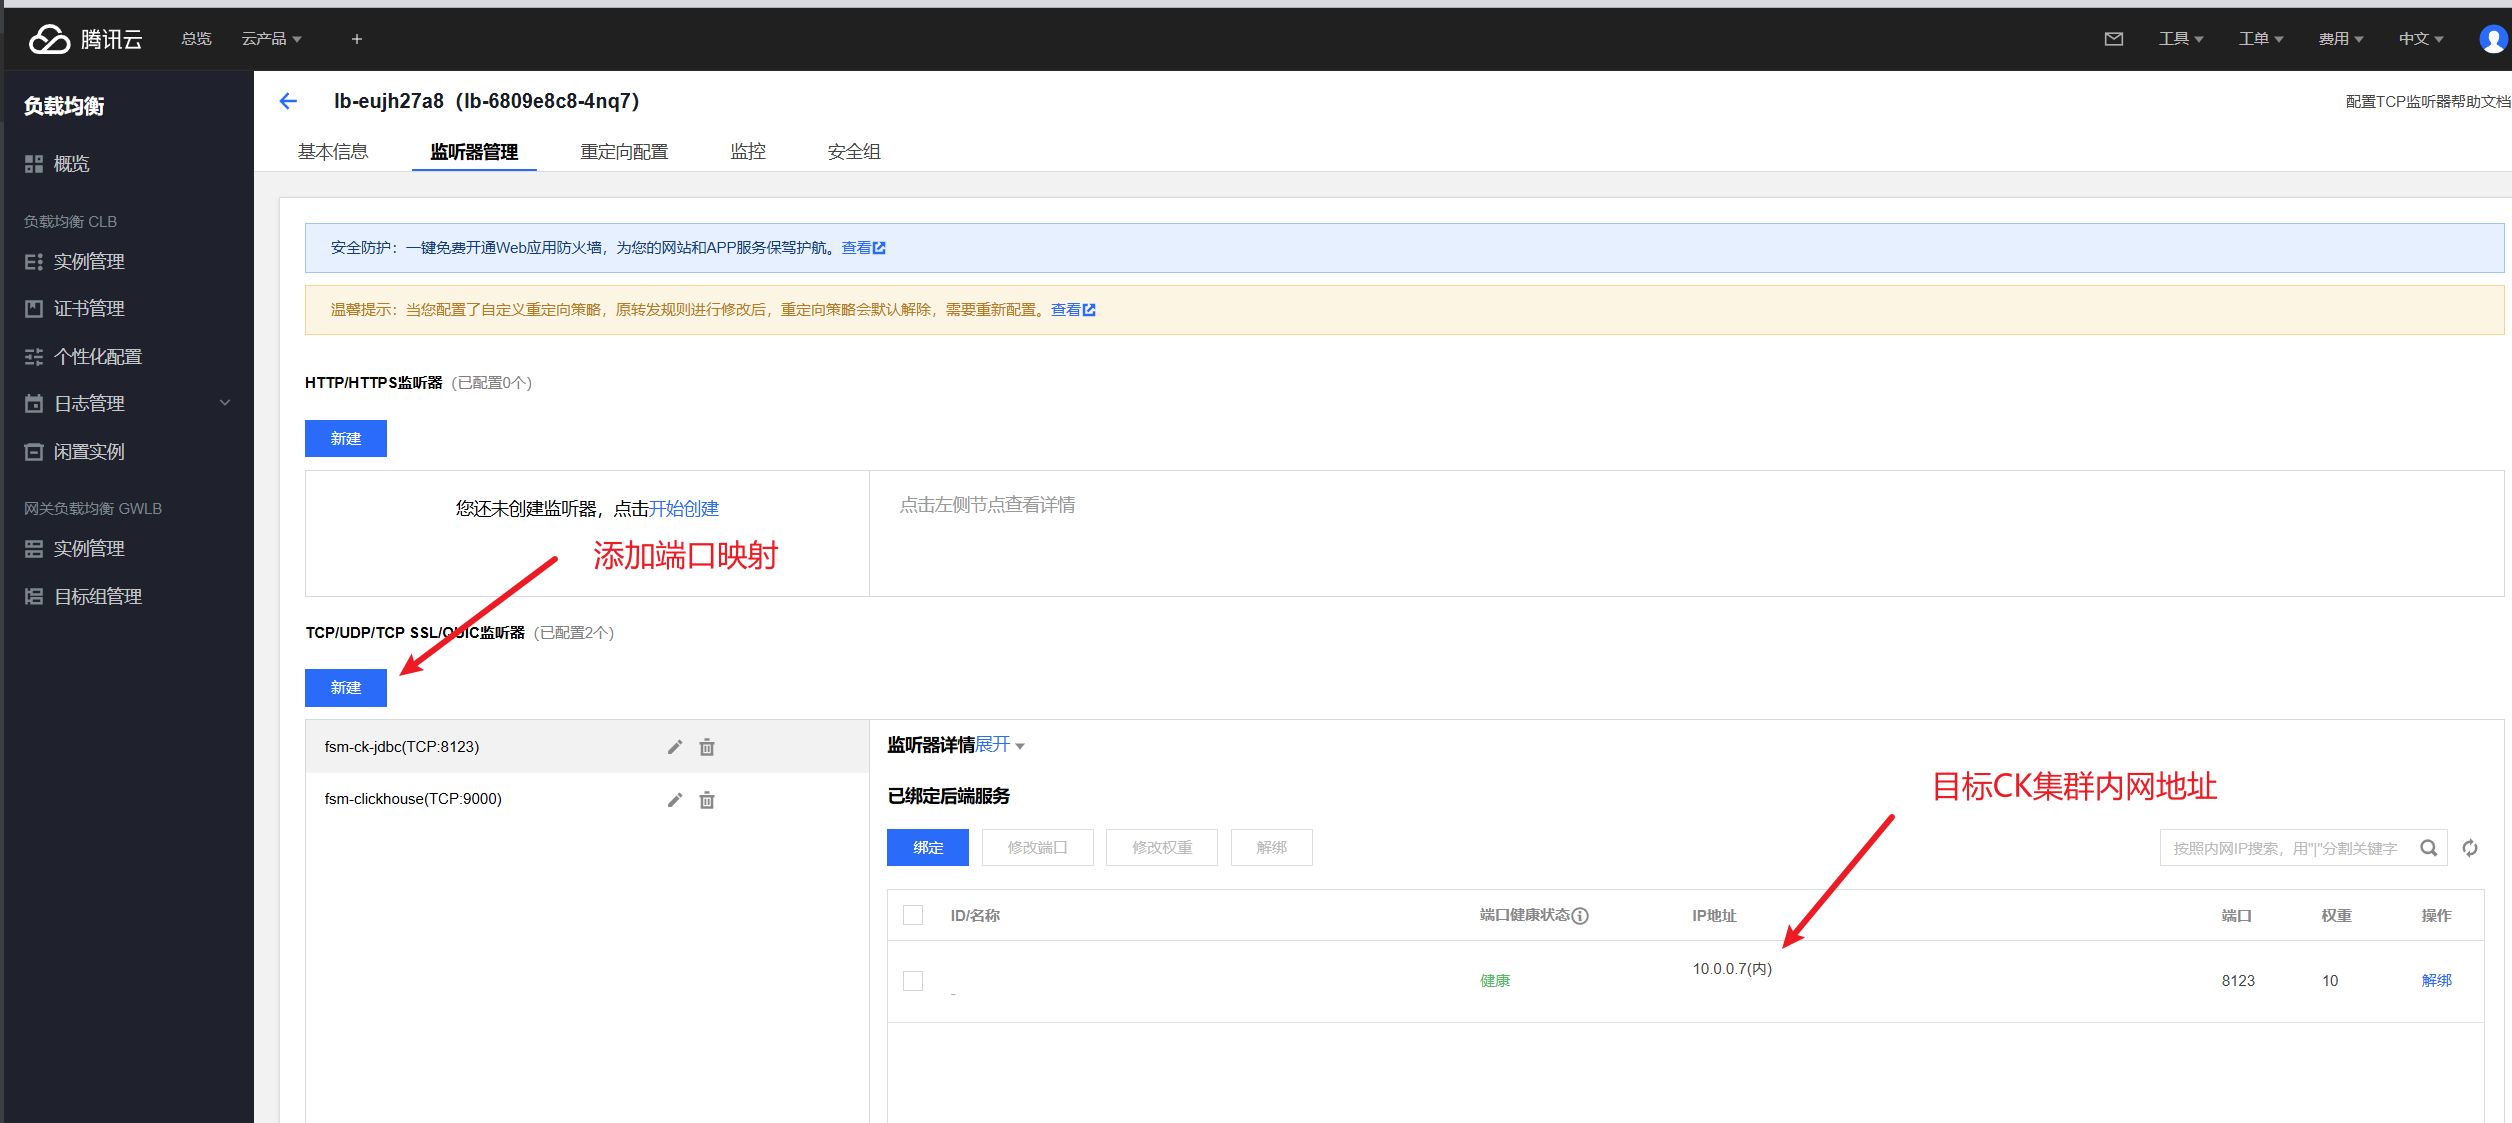 腾讯云 总览 云产品 + 工具 工单 费用 中文
负载均衡
概览
负载均衡 CLB
实例管理
证书管理
个性化配置
日志管理
闲置实例
网关负载均衡 GWLB
实例管理
目标组管理
lb-eujh27a8（lb-6809e8c8-4nq7）
配置TCP监听器帮助文档
基本信息 监听器管理 重定向配置 监控 安全组
安全防护：一键免费开通Web应用防火墙，为您的网站和APP服务保驾护航。查看
温馨提示：当您配置了自定义重定向策略，原转发规则进行修改后，重定向策略会默认解除，需要重新配置。查看
HTTP/HTTPS监听器（已配置0个）
新建
您还未创建监听器，点击开始创建
点击左侧节点查看详情
添加端口映射
TCP/UDP/TCP SSL/QUIC监听器（已配置2个）
新建
fsm-ck-jdbc(TCP:8123)
fsm-clickhouse(TCP:9000)
监听器详情展开
已绑定后端服务
目标CK集群内网地址
绑定 修改端口 修改权重 解绑
按照内网IP搜索，用"|"分割关键字
ID/名称 端口健康状态 IP地址 端口 权重 操作
- 健康 10.0.0.7(内) 8123 10 解绑